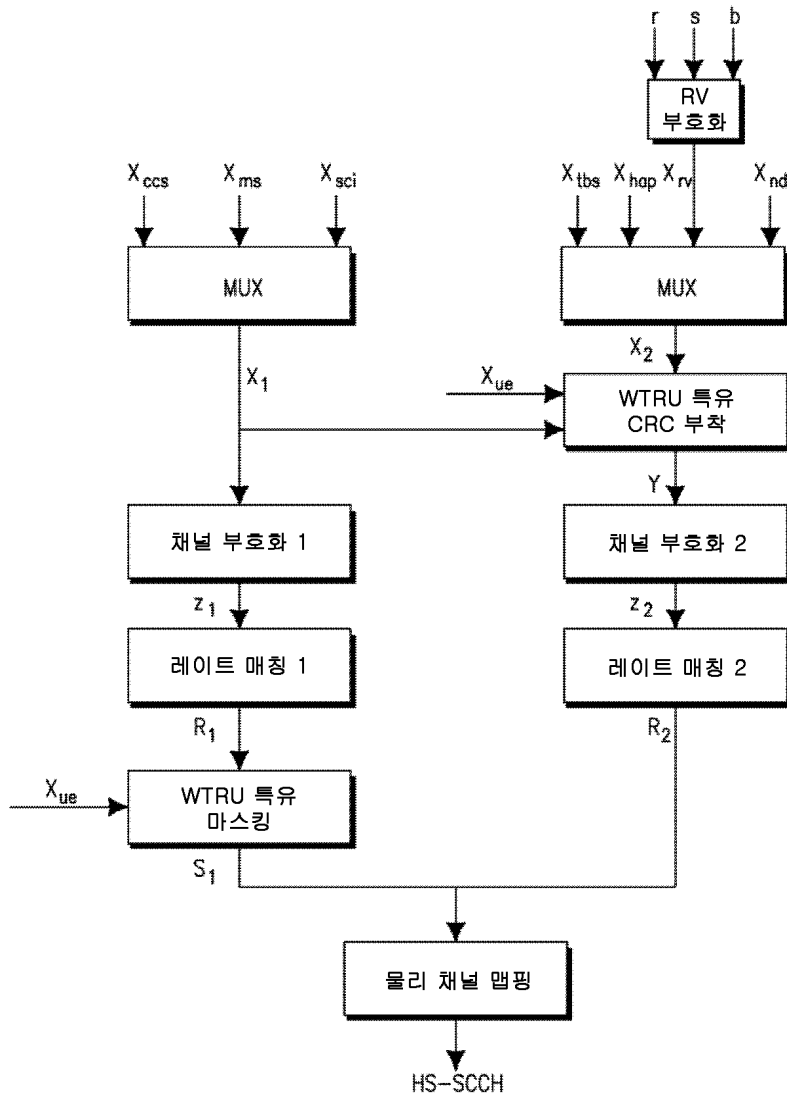 r s b
RV
부호화
X_ccs X_ms X_sci X_tbs X_hap X_rv X_nd
MUX MUX
X_1 X_2
X_ue
WTRU 특유
CRC 부착
Y
채널 부호화 1 채널 부호화 2
z_1 z_2
레이트 매칭 1 레이트 매칭 2
R_1 R_2
X_ue
WTRU 특유
마스킹
S_1
물리 채널 맵핑
HS-SCCH